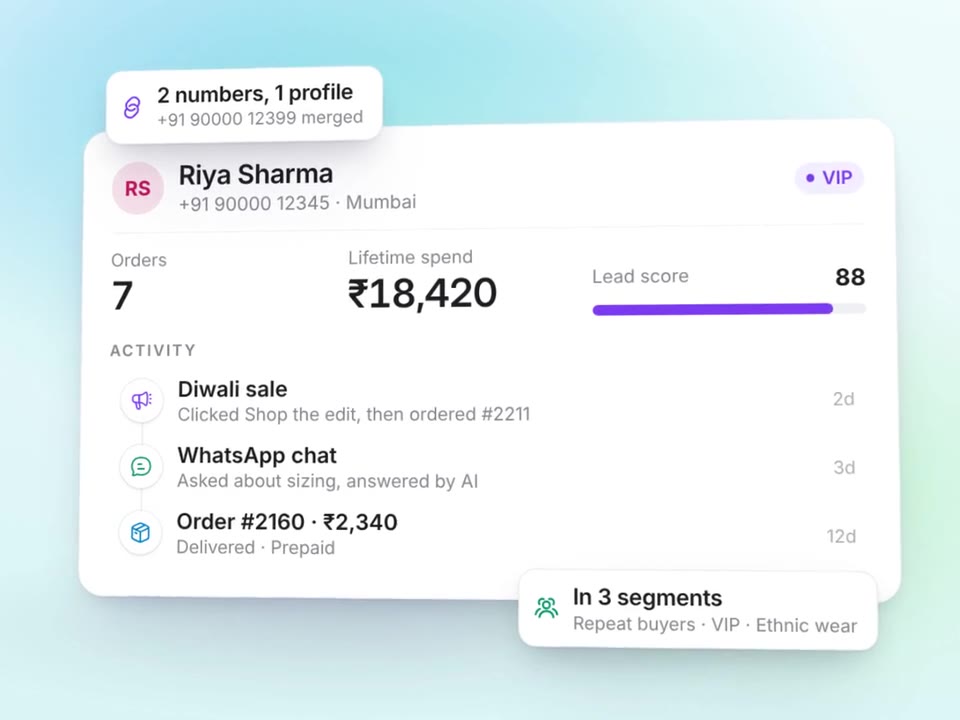 2 numbers, 1 profile
+91 90000 12399 merged
RS
Riya Sharma
+91 90000 12345 · Mumbai
VIP
Orders
7
Lifetime spend
₹18,420
Lead score
88
ACTIVITY
Diwali sale
Clicked Shop the edit, then ordered #2211
2d
WhatsApp chat
Asked about sizing, answered by AI
3d
Order #2160 · ₹2,340
Delivered · Prepaid
12d
In 3 segments
Repeat buyers · VIP · Ethnic wear